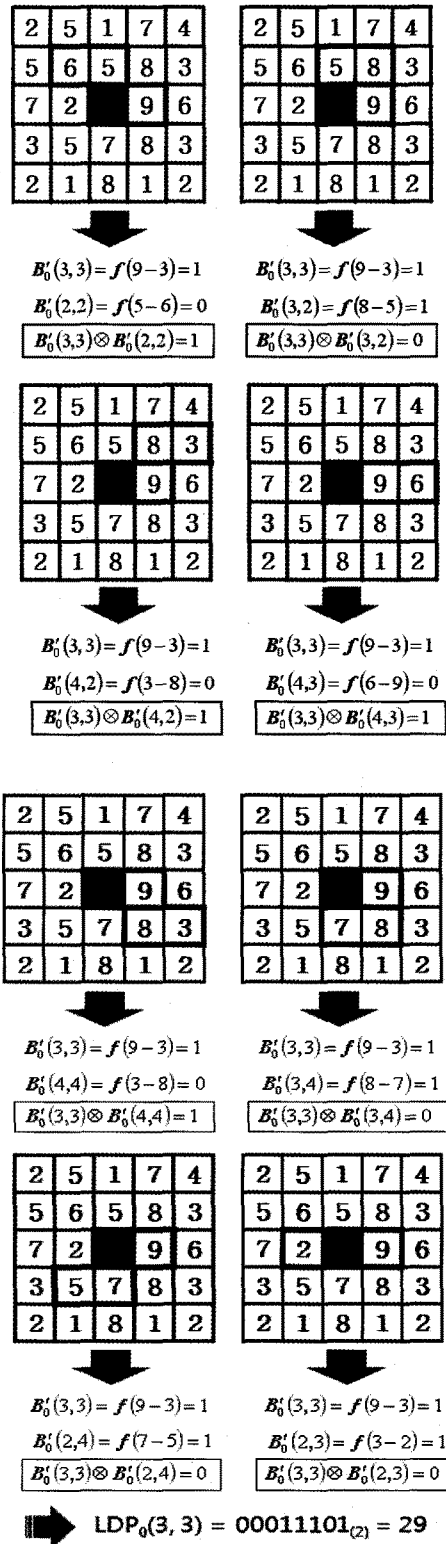 2 5 1 7 4
5 6 5 8 3
7 2 9 6
3 5 7 8 3
2 1 8 1 2
B'₀(3,3)=f(9−3)=1
B'₀(2,2)=f(5−6)=0
B'₀(3,3)⊗B'₀(2,2)=1
2 5 1 7 4
5 6 5 8 3
7 2 9 6
3 5 7 8 3
2 1 8 1 2
B'₀(3,3)=f(9−3)=1
B'₀(3,2)=f(8−5)=1
B'₀(3,3)⊗B'₀(3,2)=0
2 5 1 7 4
5 6 5 8 3
7 2 9 6
3 5 7 8 3
2 1 8 1 2
B'₀(3,3)=f(9−3)=1
B'₀(4,2)=f(3−8)=0
B'₀(3,3)⊗B'₀(4,2)=1
2 5 1 7 4
5 6 5 8 3
7 2 9 6
3 5 7 8 3
2 1 8 1 2
B'₀(3,3)=f(9−3)=1
B'₀(4,3)=f(6−9)=0
B'₀(3,3)⊗B'₀(4,3)=1
2 5 1 7 4
5 6 5 8 3
7 2 9 6
3 5 7 8 3
2 1 8 1 2
B'₀(3,3)=f(9−3)=1
B'₀(4,4)=f(3−8)=0
B'₀(3,3)⊗B'₀(4,4)=1
2 5 1 7 4
5 6 5 8 3
7 2 9 6
3 5 7 8 3
2 1 8 1 2
B'₀(3,3)=f(9−3)=1
B'₀(3,4)=f(8−7)=1
B'₀(3,3)⊗B'₀(3,4)=0
2 5 1 7 4
5 6 5 8 3
7 2 9 6
3 5 7 8 3
2 1 8 1 2
B'₀(3,3)=f(9−3)=1
B'₀(2,4)=f(7−5)=1
B'₀(3,3)⊗B'₀(2,4)=0
2 5 1 7 4
5 6 5 8 3
7 2 9 6
3 5 7 8 3
2 1 8 1 2
B'₀(3,3)=f(9−3)=1
B'₀(2,3)=f(3−2)=1
B'₀(3,3)⊗B'₀(2,3)=0
LDP₀(3, 3) = 00011101₍₂₎ = 29